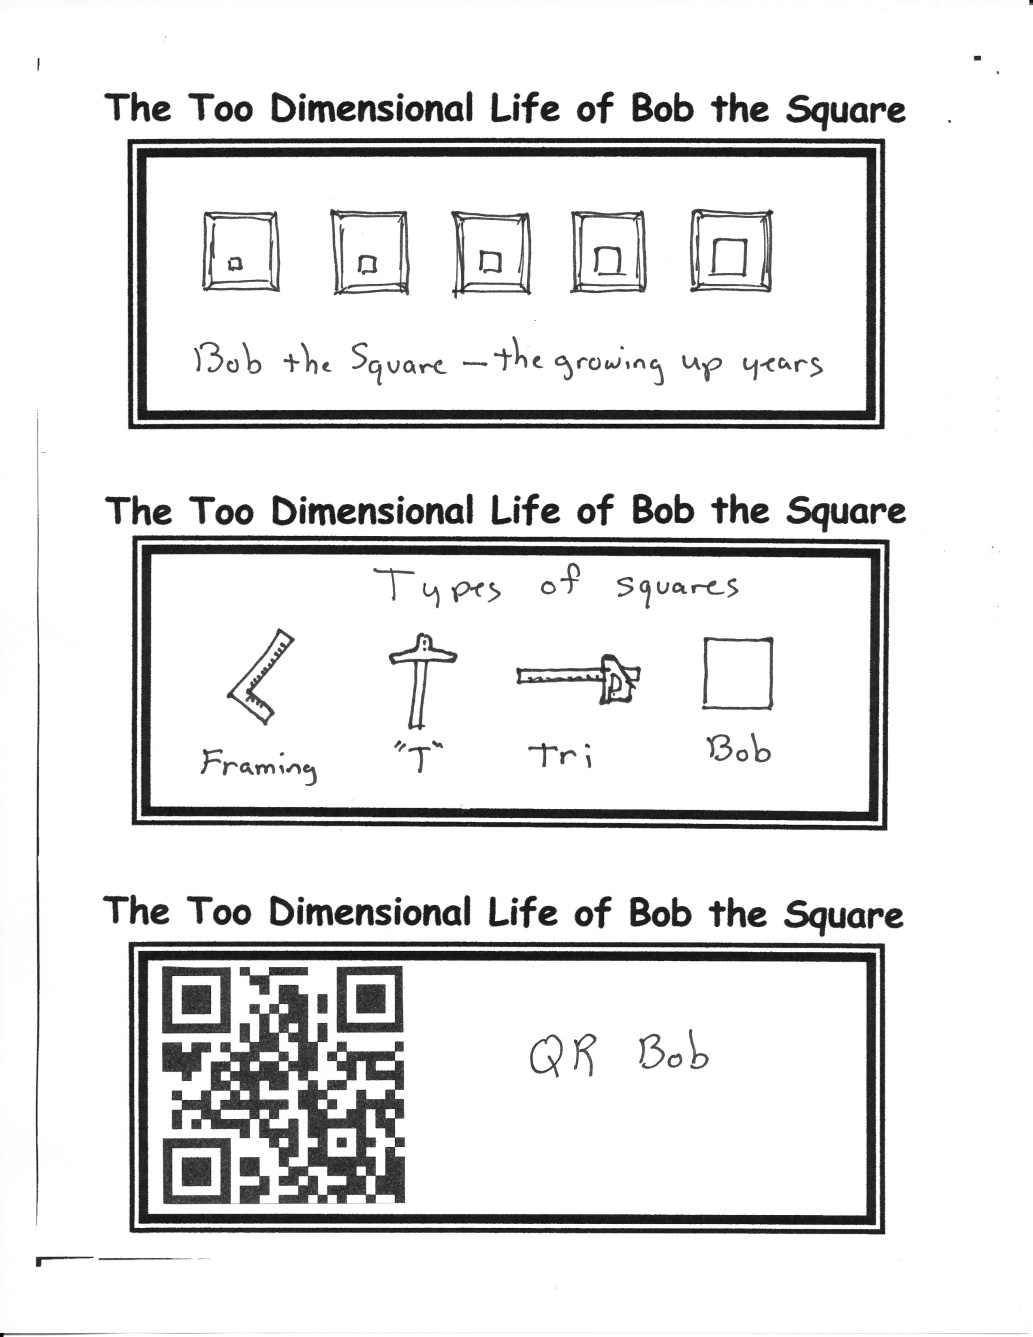 The Too Dimensional Life of Bob the Square
Bob the Square – the growing up years
The Too Dimensional Life of Bob the Square
Types of squares
Framing "T" Tri Bob
The Too Dimensional Life of Bob the Square
QR Bob